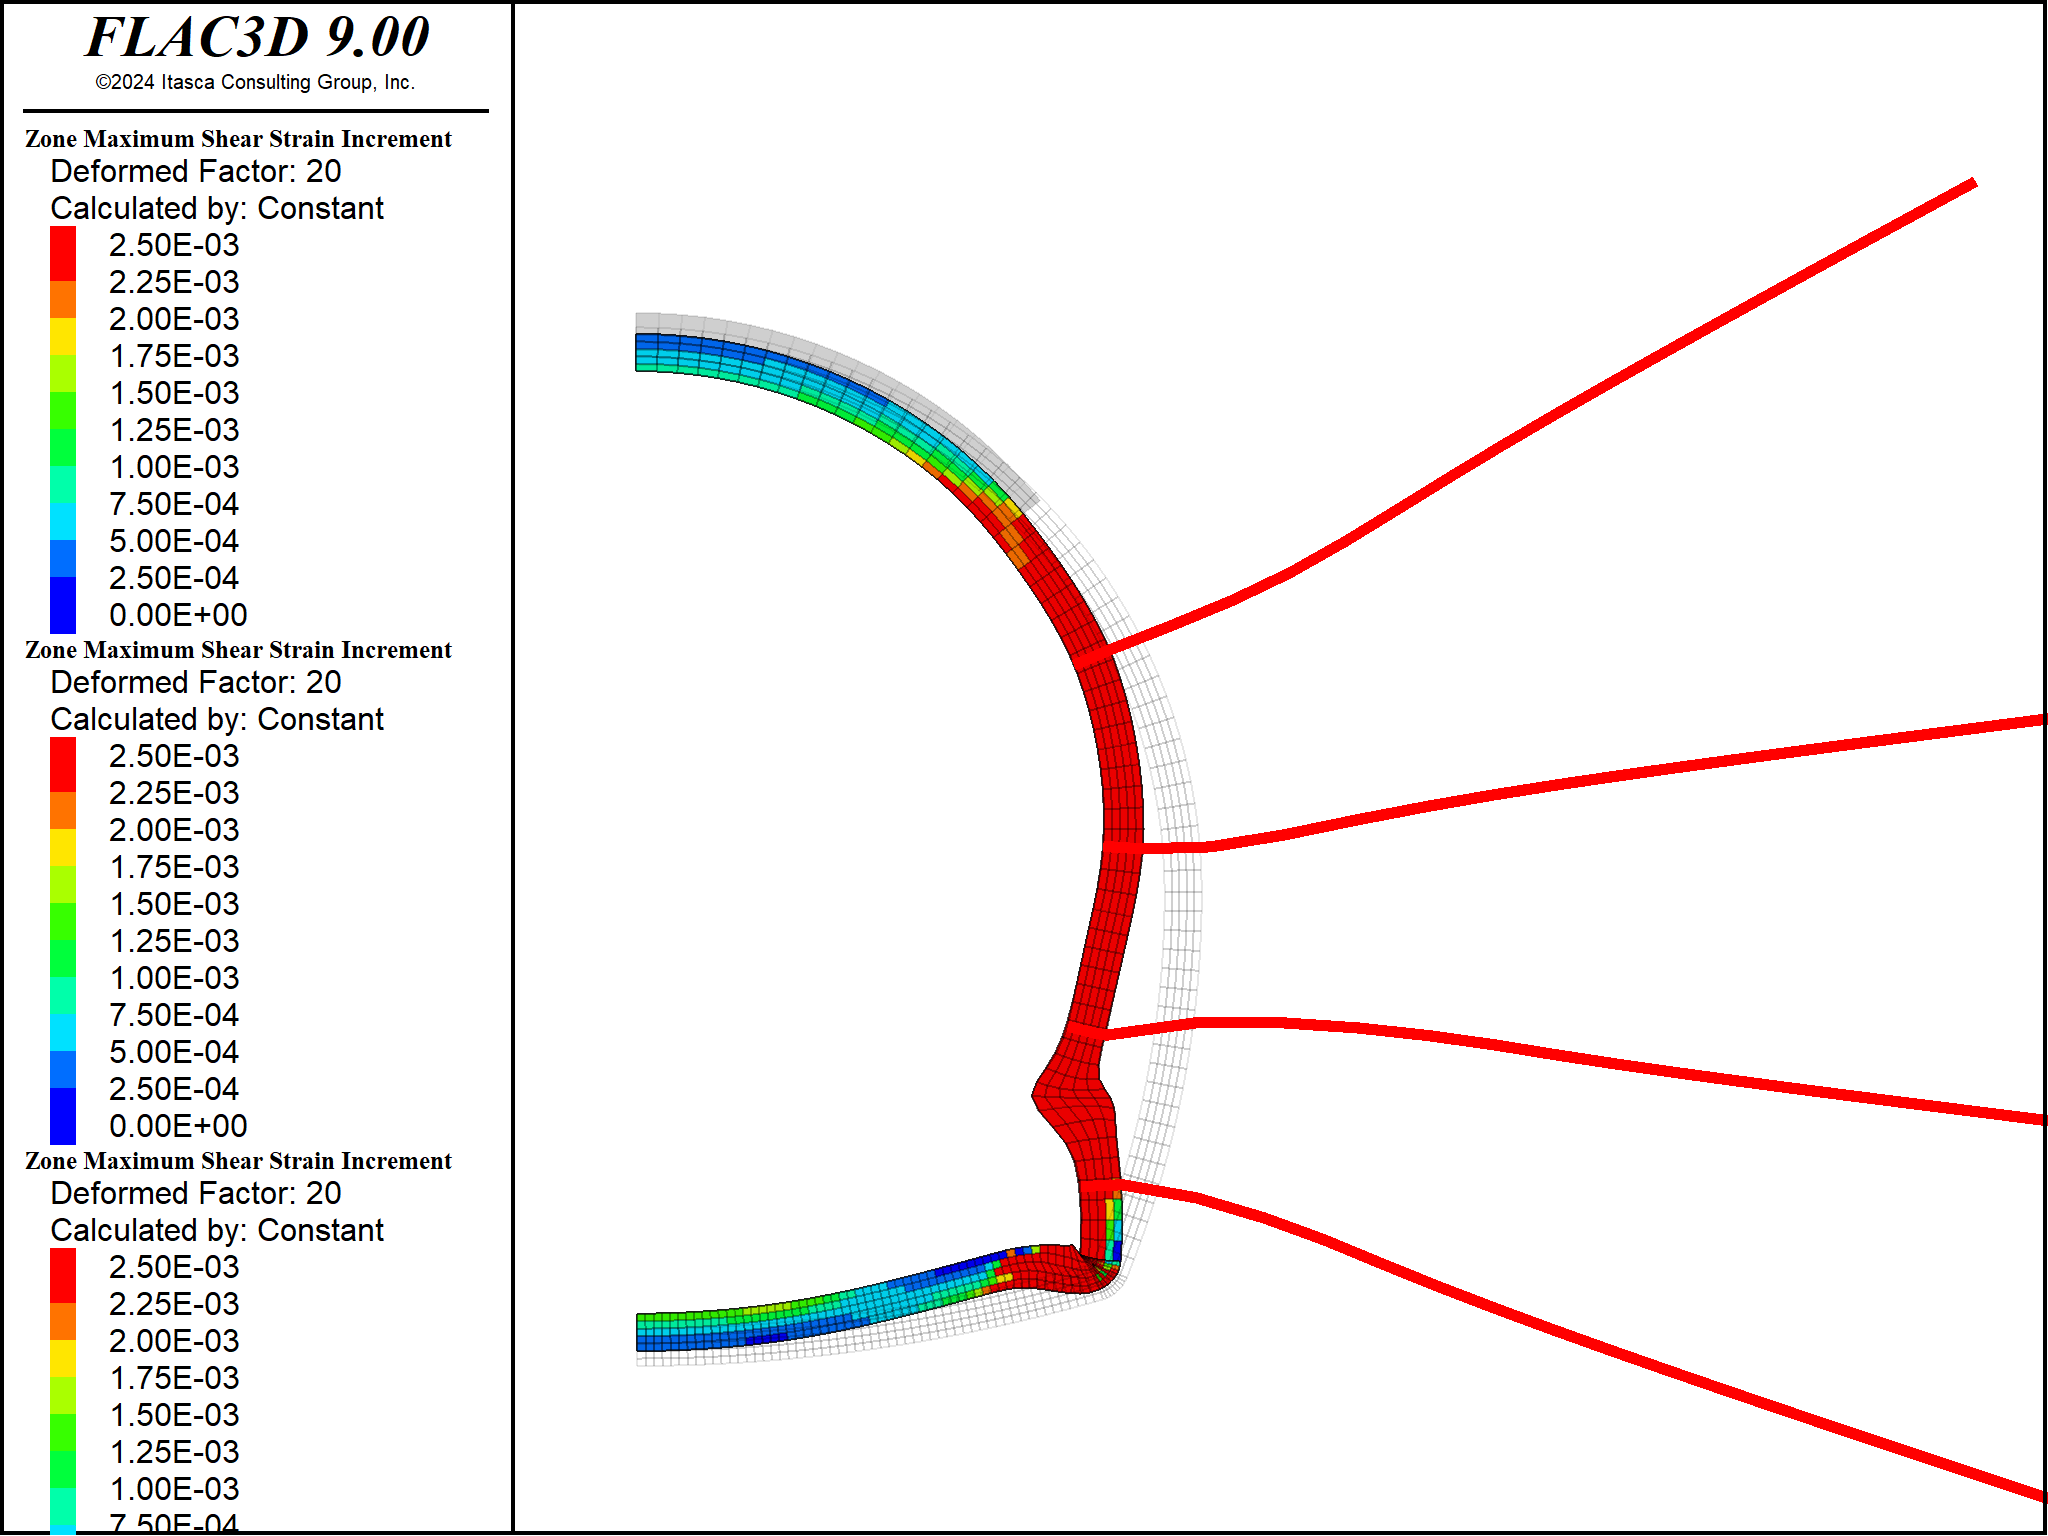 FLAC3D 9.00
©2024 Itasca Consulting Group, Inc.
Zone Maximum Shear Strain Increment
Deformed Factor: 20
Calculated by: Constant
2.50E-03
2.25E-03
2.00E-03
1.75E-03
1.50E-03
1.25E-03
1.00E-03
7.50E-04
5.00E-04
2.50E-04
0.00E+00
Zone Maximum Shear Strain Increment
Deformed Factor: 20
Calculated by: Constant
2.50E-03
2.25E-03
2.00E-03
1.75E-03
1.50E-03
1.25E-03
1.00E-03
7.50E-04
5.00E-04
2.50E-04
0.00E+00
Zone Maximum Shear Strain Increment
Deformed Factor: 20
Calculated by: Constant
2.50E-03
2.25E-03
2.00E-03
1.75E-03
1.50E-03
1.25E-03
1.00E-03
7.50E-04